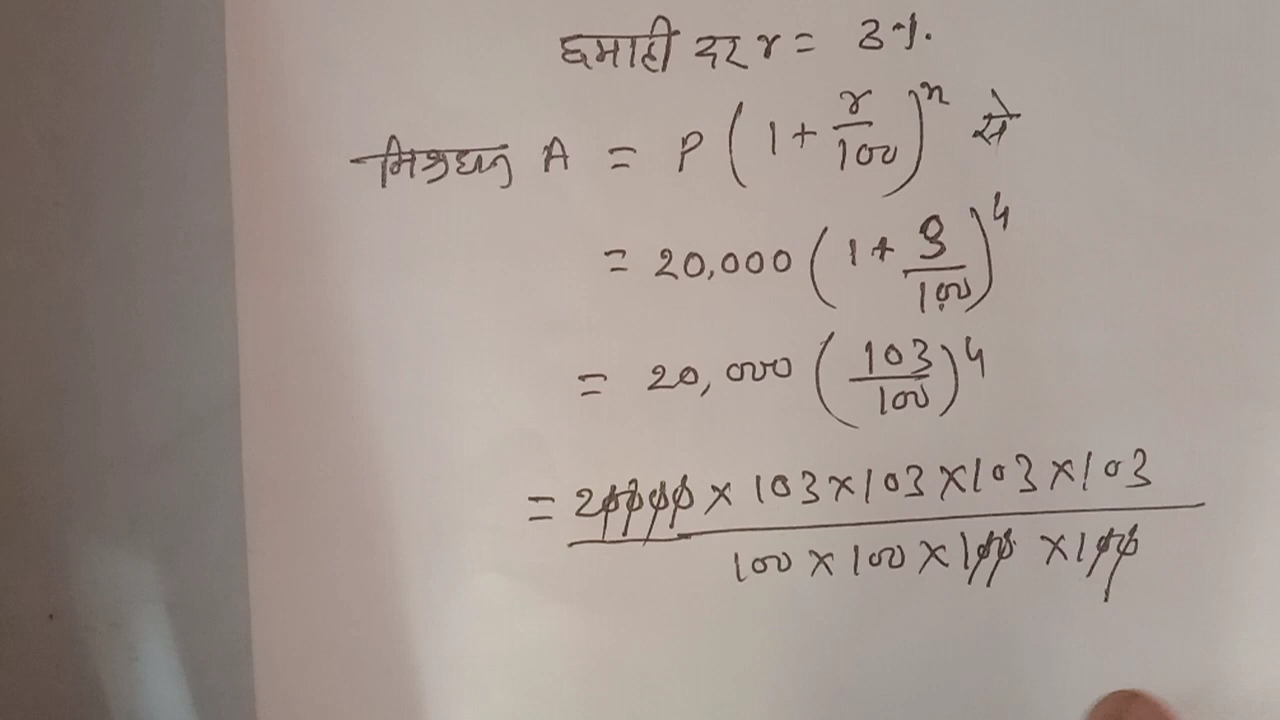 छमाही दर r = 3%.
मिश्रधन A = P ( 1 + r/100 )^n से
= 20,000 ( 1 + 3/100 )^4
= 20,000 ( 103/100 )^4
= 20000 × 103 × 103 × 103 × 103
100 × 100 × 100 × 100